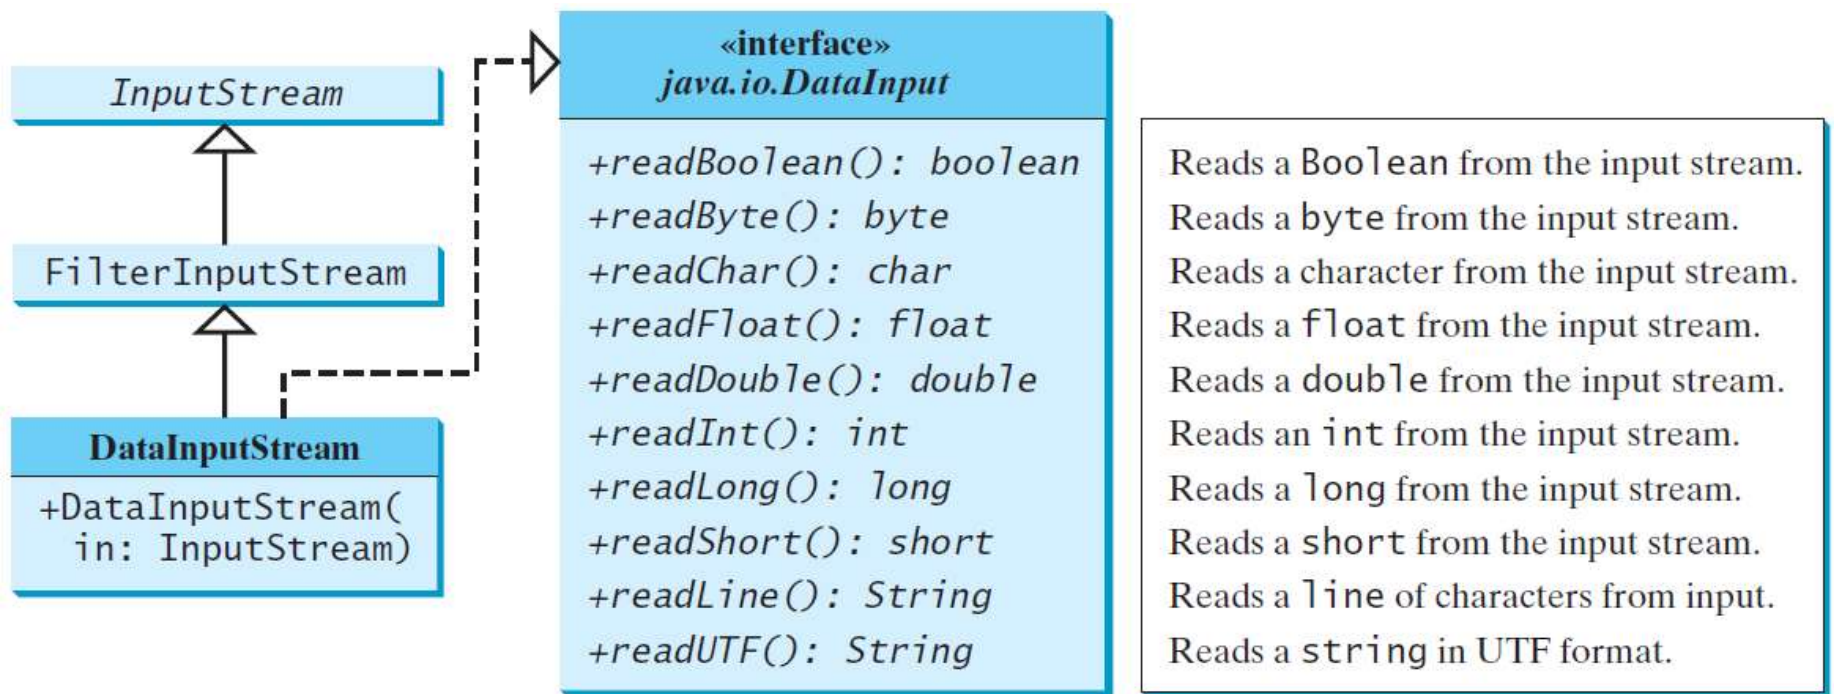 InputStream
FilterInputStream
DataInputStream
+DataInputStream(
in: InputStream)
«interface»
java.io.DataInput
+readBoolean(): boolean
+readByte(): byte
+readChar(): char
+readFloat(): float
+readDouble(): double
+readInt(): int
+readLong(): long
+readShort(): short
+readLine(): String
+readUTF(): String
Reads a Boolean from the input stream.
Reads a byte from the input stream.
Reads a character from the input stream.
Reads a float from the input stream.
Reads a double from the input stream.
Reads an int from the input stream.
Reads a long from the input stream.
Reads a short from the input stream.
Reads a line of characters from input.
Reads a string in UTF format.